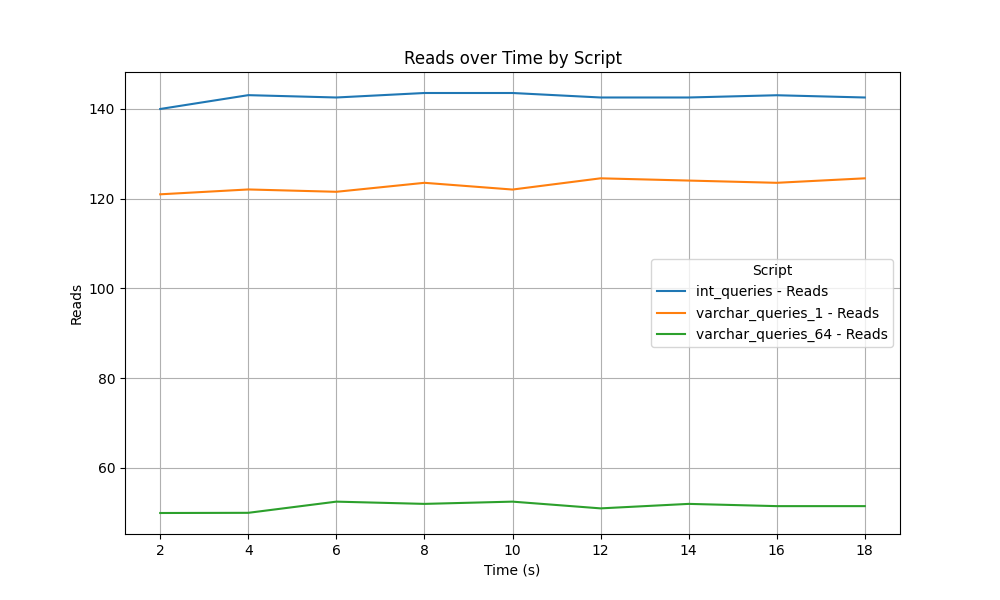 Reads over Time by Script
Reads
140
120
100
80
60
Script
int_queries - Reads
varchar_queries_1 - Reads
varchar_queries_64 - Reads
2 4 6 8 10 12 14 16 18
Time (s)